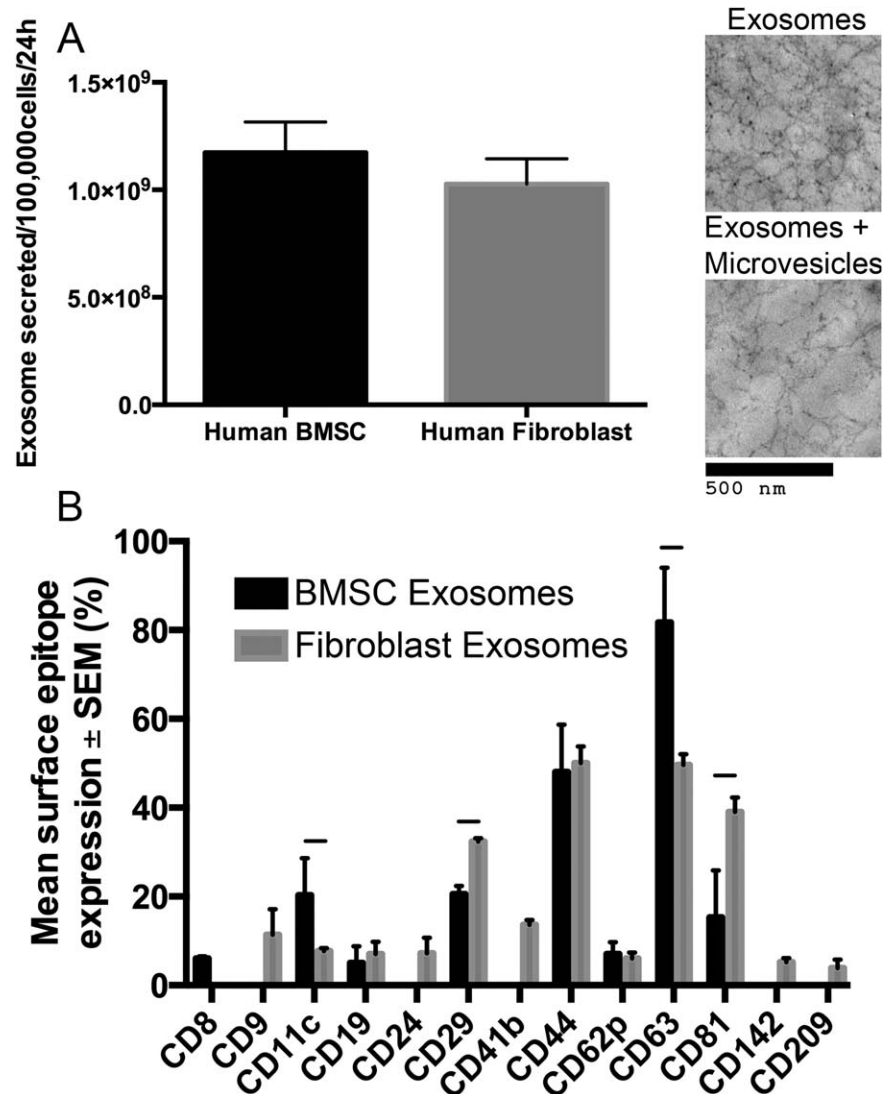 A
Exosome secreted/100,000cells/24h
1.5×10⁹
1.0×10⁹
5.0×10⁸
0.0
Human BMSC
Human Fibroblast
Exosomes
Exosomes +
Microvesicles
500 nm
B
Mean surface epitope
expression ± SEM (%)
100
80
60
40
20
0
BMSC Exosomes
Fibroblast Exosomes
CD8
CD9
CD11c
CD19
CD24
CD29
CD41b
CD44
CD62p
CD63
CD81
CD142
CD209